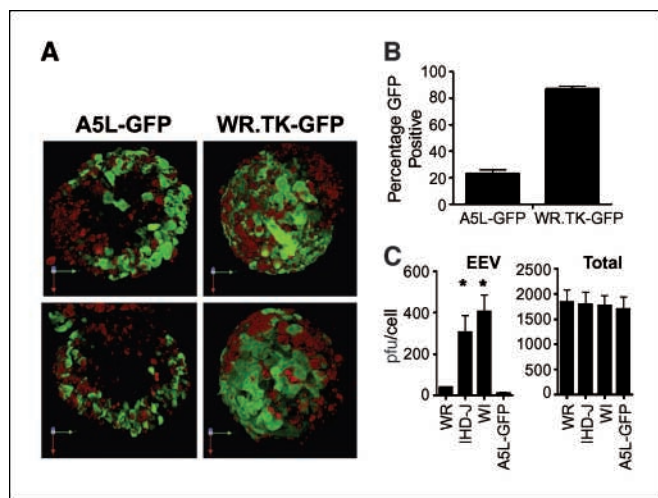 A
A5L-GFP WR.TK-GFP
B
Percentage GFP
Positive
100
80
60
40
20
0
A5L-GFP WR.TK-GFP
C
EEV
pfu/cell
600
400
200
0
* *
WR
IHD-J
WI
A5L-GFP
Total
2500
2000
1500
1000
500
0
WR
IHD-J
WI
A5L-GFP